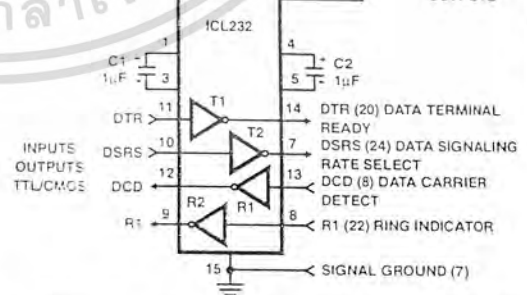 ICL232
1
4
C1
1μF
3
C2
1μF
5
T1
DTR
11
14
DTR (20) DATA TERMINAL
READY
T2
INPUTS
OUTPUTS
TTL/CMOS
DSRS
10
7
DSRS (24) DATA SIGNALING
RATE SELECT
DCD
12
13
DCD (8) DATA CARRIER
DETECT
R2
R1
R1
9
8
R1 (22) RING INDICATOR
15
SIGNAL GROUND (7)